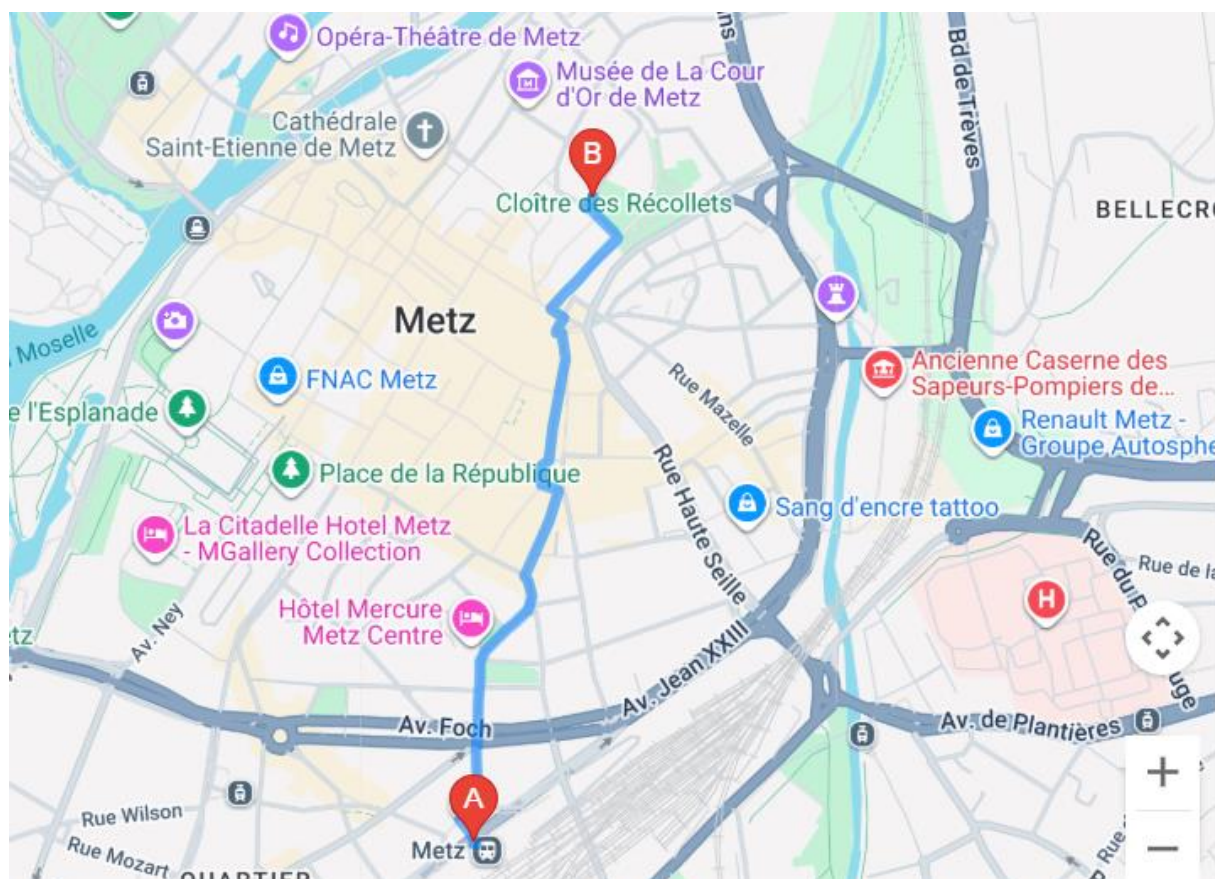 Opéra-Théâtre de Metz
Musée de La Cour
d'Or de Metz
Cathédrale
Saint-Etienne de Metz
B
Cloître des Récollets
Bd de Trèves
BELLECR
Moselle
Metz
FNAC Metz
e l'Esplanade
Place de la République
Rue Mazelle
Rue Haute Seille
Ancienne Caserne des
Sapeurs-Pompiers de...
Renault Metz -
Groupe Autosphe
Sang d'encre tattoo
La Citadelle Hotel Metz
- MGallery Collection
Hôtel Mercure
Metz Centre
H
Rue de la
Av. Ney
tz
Av. Foch
Av. Jean XXIII
Av. de Plantières
A
Rue Wilson
Rue Mozart
Metz
QUARTIER
+
−